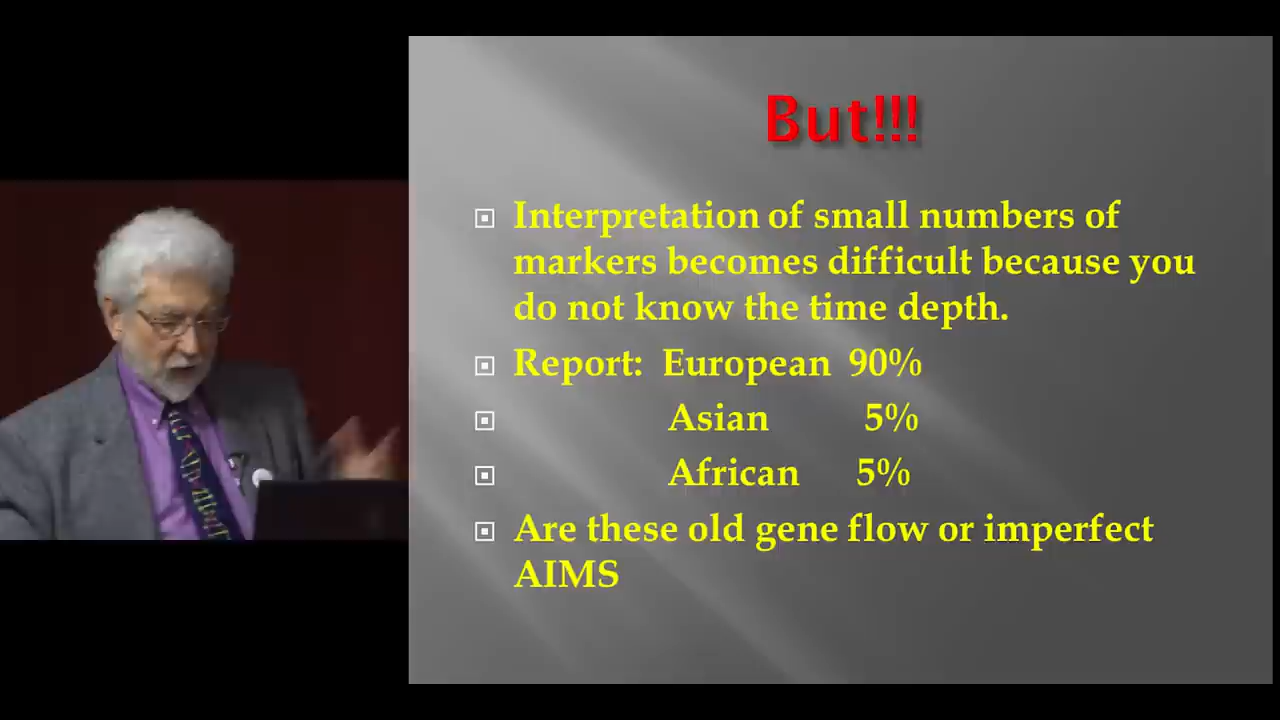 But!!!
Interpretation of small numbers of
markers becomes difficult because you
do not know the time depth.
Report: European 90%
Asian 5%
African 5%
Are these old gene flow or imperfect
AIMS